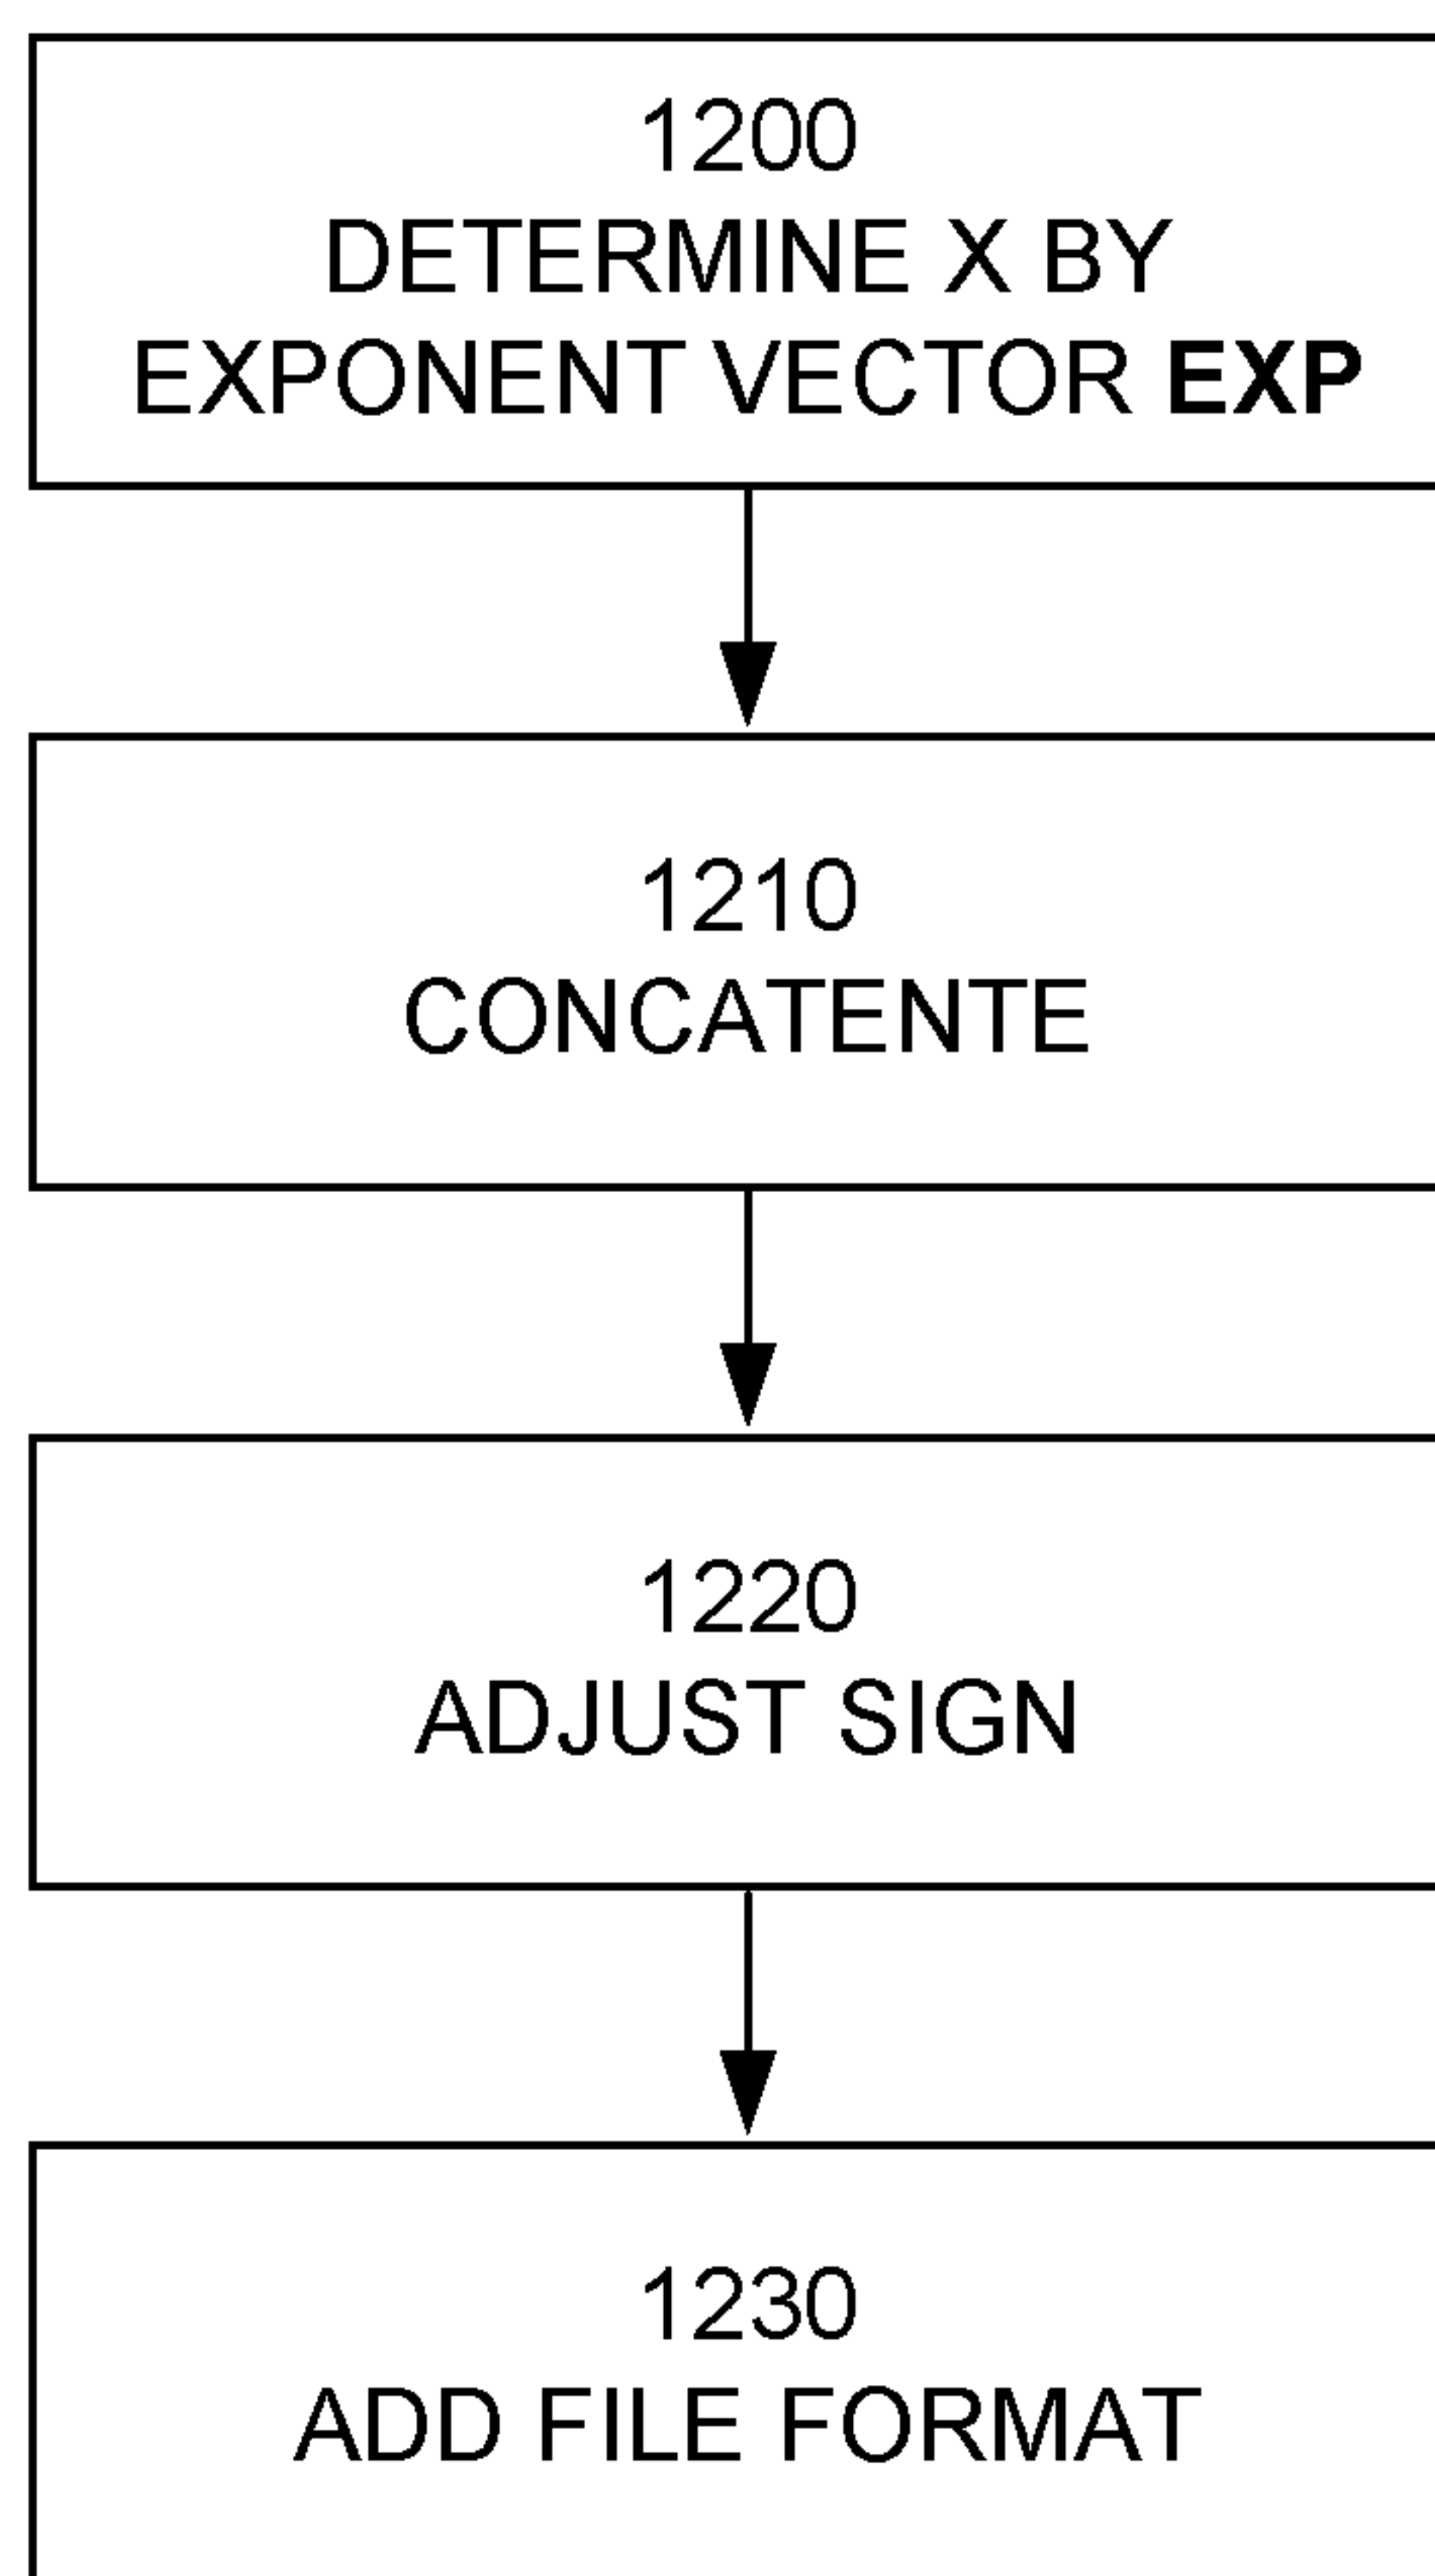 1200
DETERMINE X BY
EXPONENT VECTOR EXP
1210
CONCATENTE
1220
ADJUST SIGN
1230
ADD FILE FORMAT